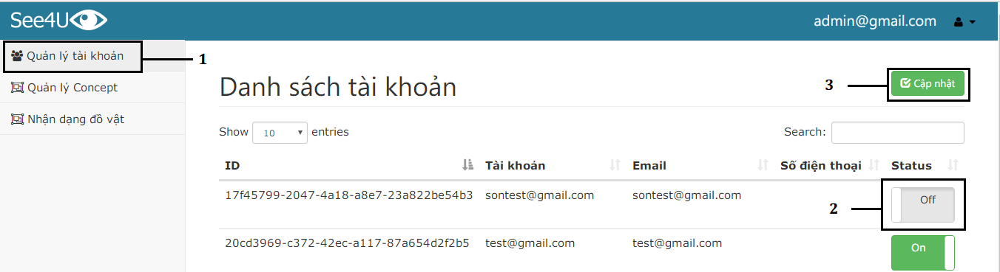 See4U
admin@gmail.com
Quản lý tài khoản
1
Quản lý Concept
Nhận dạng đồ vật
Danh sách tài khoản
3
Cập nhật
Show 10 entries
Search:
ID Tài khoản Email Số điện thoại Status
17f45799-2047-4a18-a8e7-23a822be54b3 sontest@gmail.com sontest@gmail.com Off
2
20cd3969-c372-42ec-a117-87a654d2f2b5 test@gmail.com test@gmail.com On